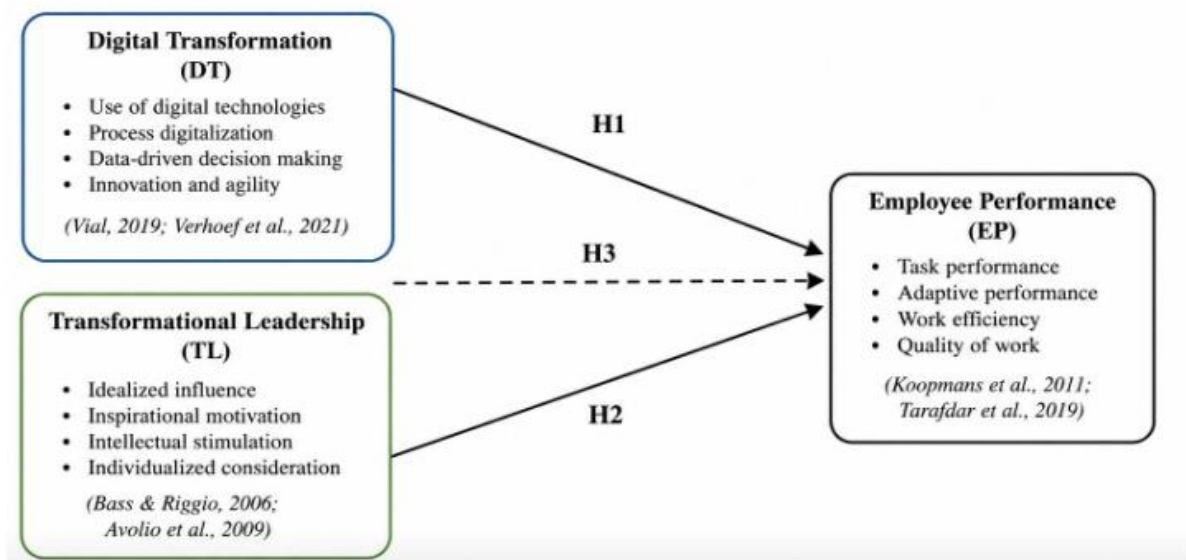 Digital Transformation
(DT)
• Use of digital technologies
• Process digitalization
• Data-driven decision making
• Innovation and agility
(Vial, 2019; Verhoef et al., 2021)
H1
H3
H2
Transformational Leadership
(TL)
• Idealized influence
• Inspirational motivation
• Intellectual stimulation
• Individualized consideration
(Bass & Riggio, 2006;
Avolio et al., 2009)
Employee Performance
(EP)
• Task performance
• Adaptive performance
• Work efficiency
• Quality of work
(Koopmans et al., 2011;
Tarafdar et al., 2019)